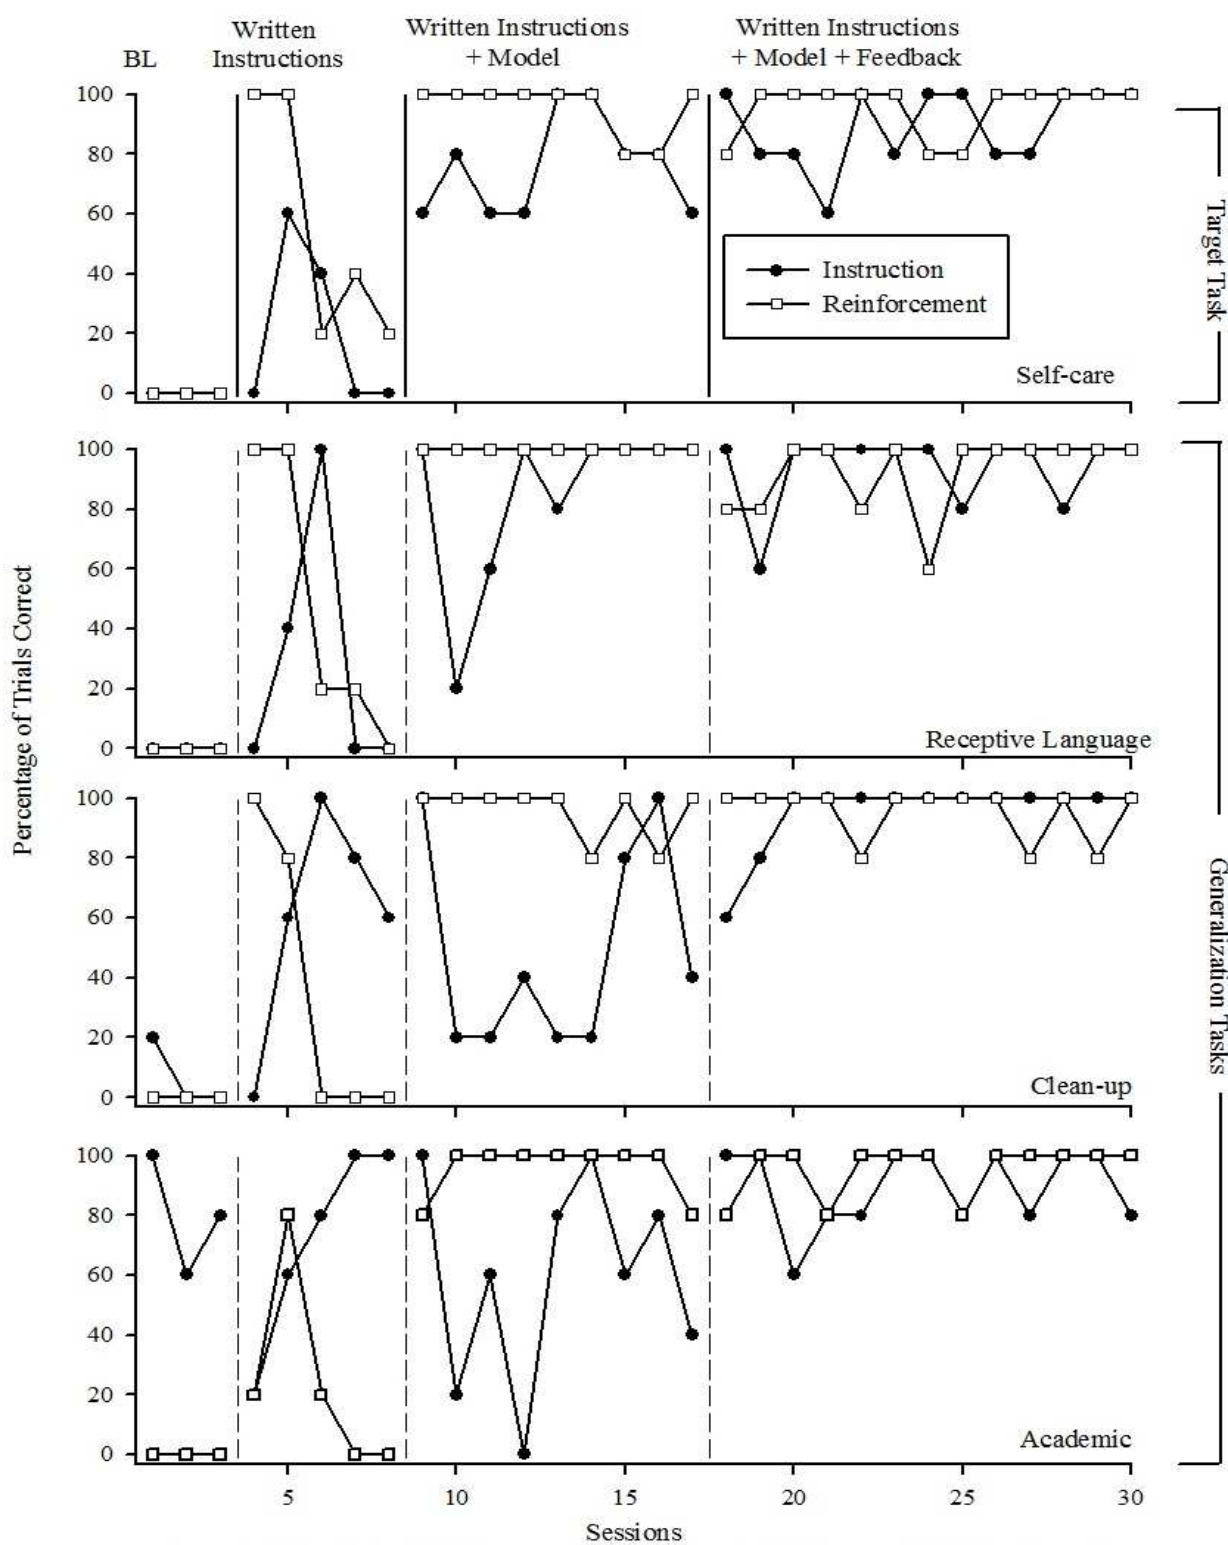 BL
Written
Instructions
Written Instructions
+ Model
Written Instructions
+ Model + Feedback
100
80
60
40
20
0
Instruction
Reinforcement
Self-care
Target Task
100
80
60
40
20
0
Receptive Language
Percentage of Trials Correct
100
80
60
40
20
0
Clean-up
Generalization Tasks
100
80
60
40
20
0
Academic
5
10
15
20
25
30
Sessions